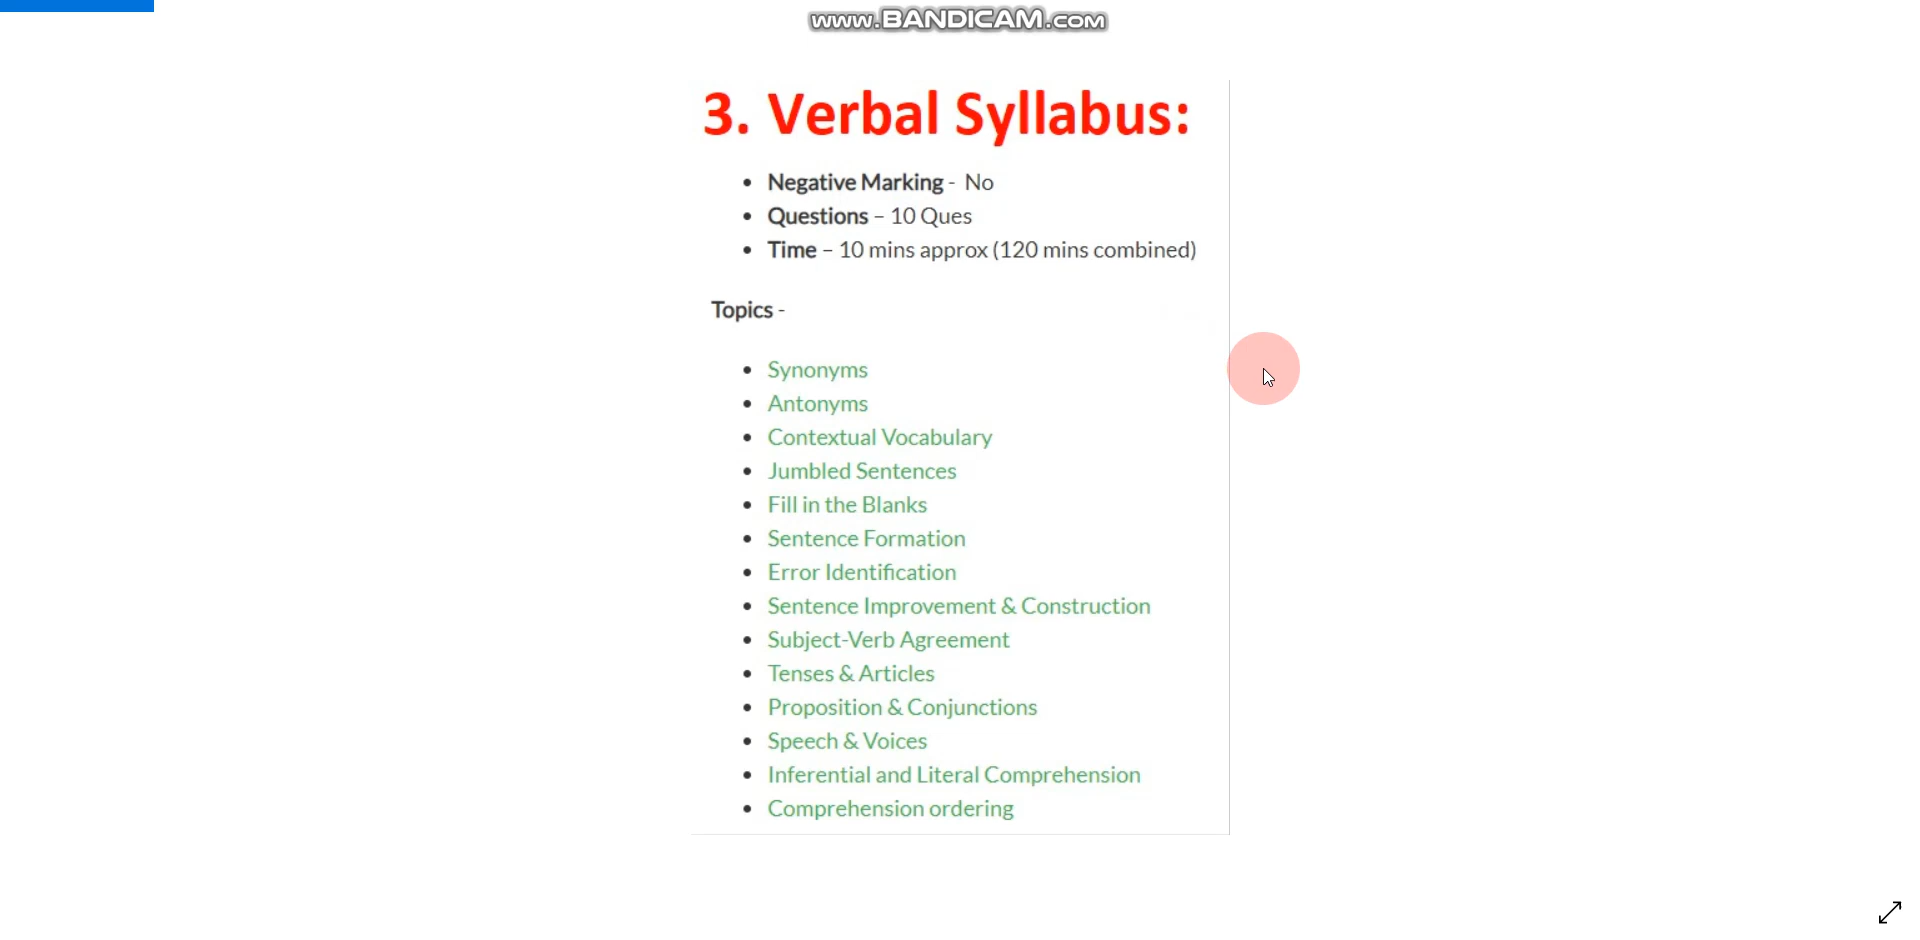 www.BANDICAM.com
3. Verbal Syllabus:
• Negative Marking - No
• Questions – 10 Ques
• Time – 10 mins approx (120 mins combined)
Topics -
• Synonyms
• Antonyms
• Contextual Vocabulary
• Jumbled Sentences
• Fill in the Blanks
• Sentence Formation
• Error Identification
• Sentence Improvement & Construction
• Subject-Verb Agreement
• Tenses & Articles
• Proposition & Conjunctions
• Speech & Voices
• Inferential and Literal Comprehension
• Comprehension ordering